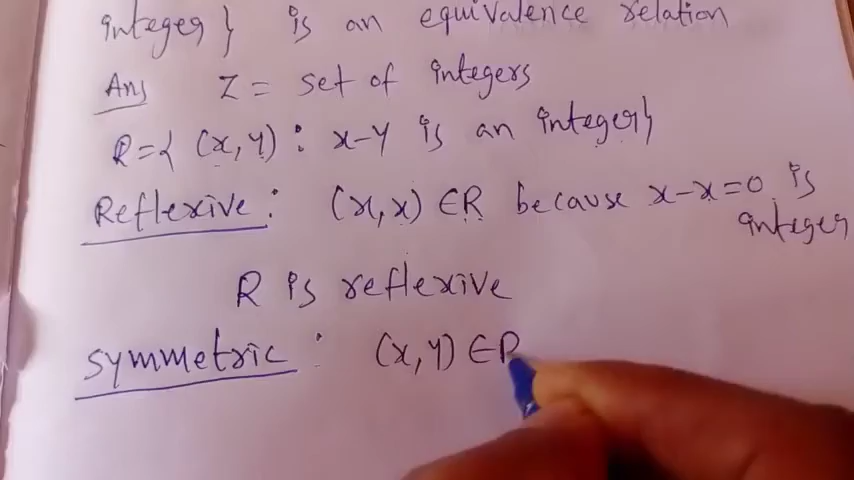 integer} is an equivalence relation
Ans Z = set of integers
R={ (x,y) : x-y is an integer}
Reflexive : (x,x) ∈R because x-x=0 is
integer
R is reflexive
symmetric : (x,y) ∈R